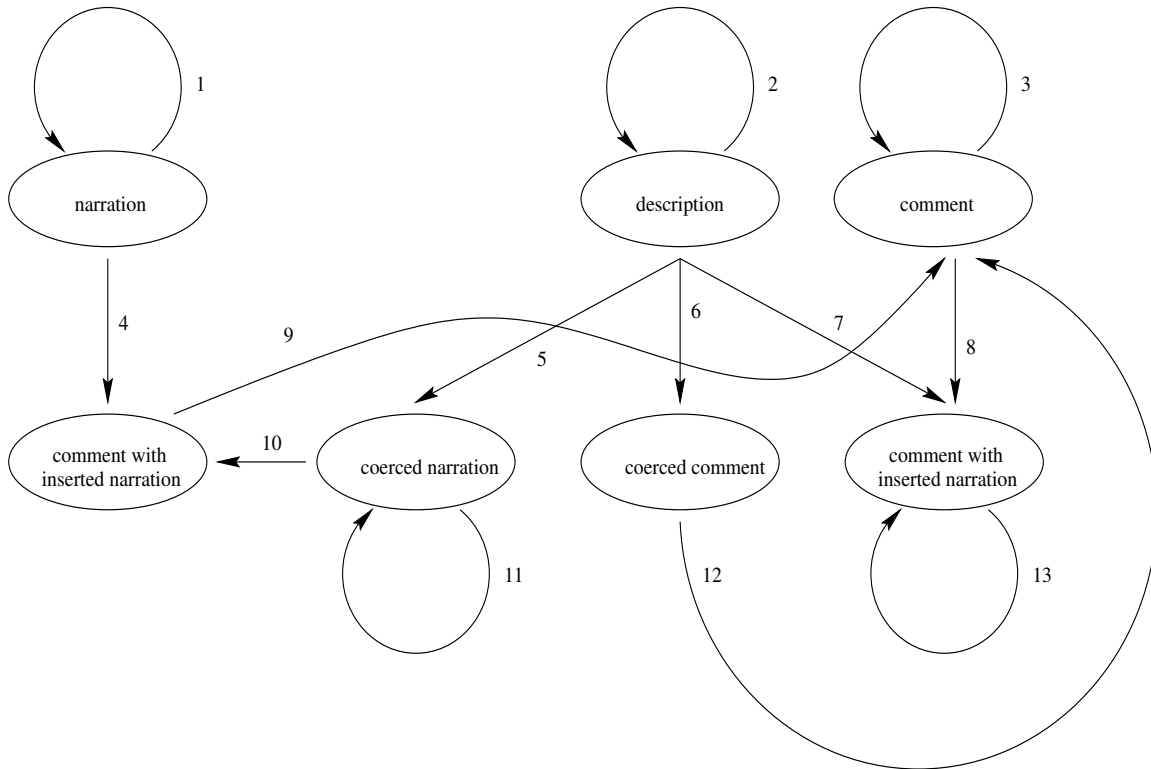 1
2
3
narration
description
comment
4
9
5
6
7
8
10
comment with
inserted narration
coerced narration
coerced comment
comment with
inserted narration
11
12
13